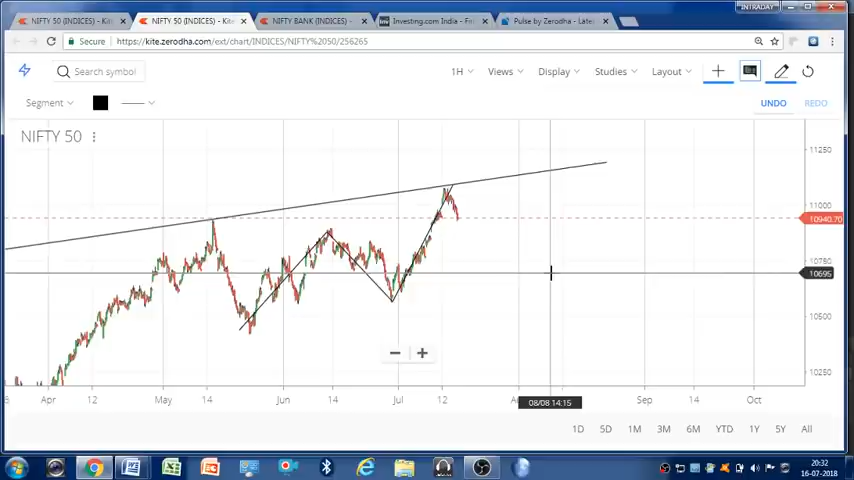 INTRADAY
NIFTY 50 (INDICES) - Kite
NIFTY 50 (INDICES) - Kite
NIFTY BANK (INDICES) -
Investing.com India - Fin
Pulse by Zerodha - Late
Secure
https://kite.zerodha.com/ext/chart/INDICES/NIFTY%2050/256265
Search symbol
1H
Views
Display
Studies
Layout
Segment
UNDO
REDO
NIFTY 50
11250
11000
10940.70
10750
10695
10500
10250
Apr 12 May 14 Jun 14 Jul 12 Sep 14 Oct
08/08 14:15
1D 5D 1M 3M 6M YTD 1Y 5Y All
20:32
16-07-2018